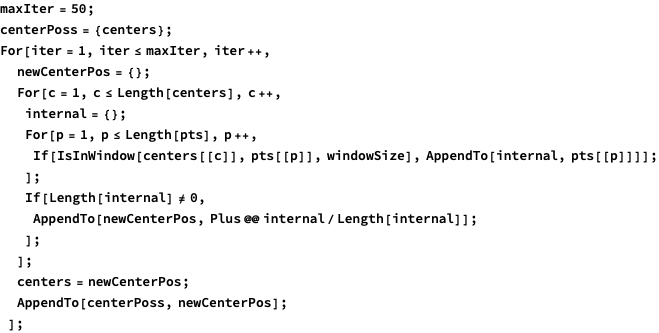 maxIter = 50;
centerPoss = {centers};
For[iter = 1, iter ≤ maxIter, iter++,
newCenterPos = {};
For[c = 1, c ≤ Length[centers], c++,
internal = {};
For[p = 1, p ≤ Length[pts], p++,
If[IsInWindow[centers[[c]], pts[[p]], windowSize], AppendTo[internal, pts[[p]]]];
];
If[Length[internal] ≠ 0,
AppendTo[newCenterPos, Plus @@ internal / Length[internal]];
];
];
centers = newCenterPos;
AppendTo[centerPoss, newCenterPos];
];